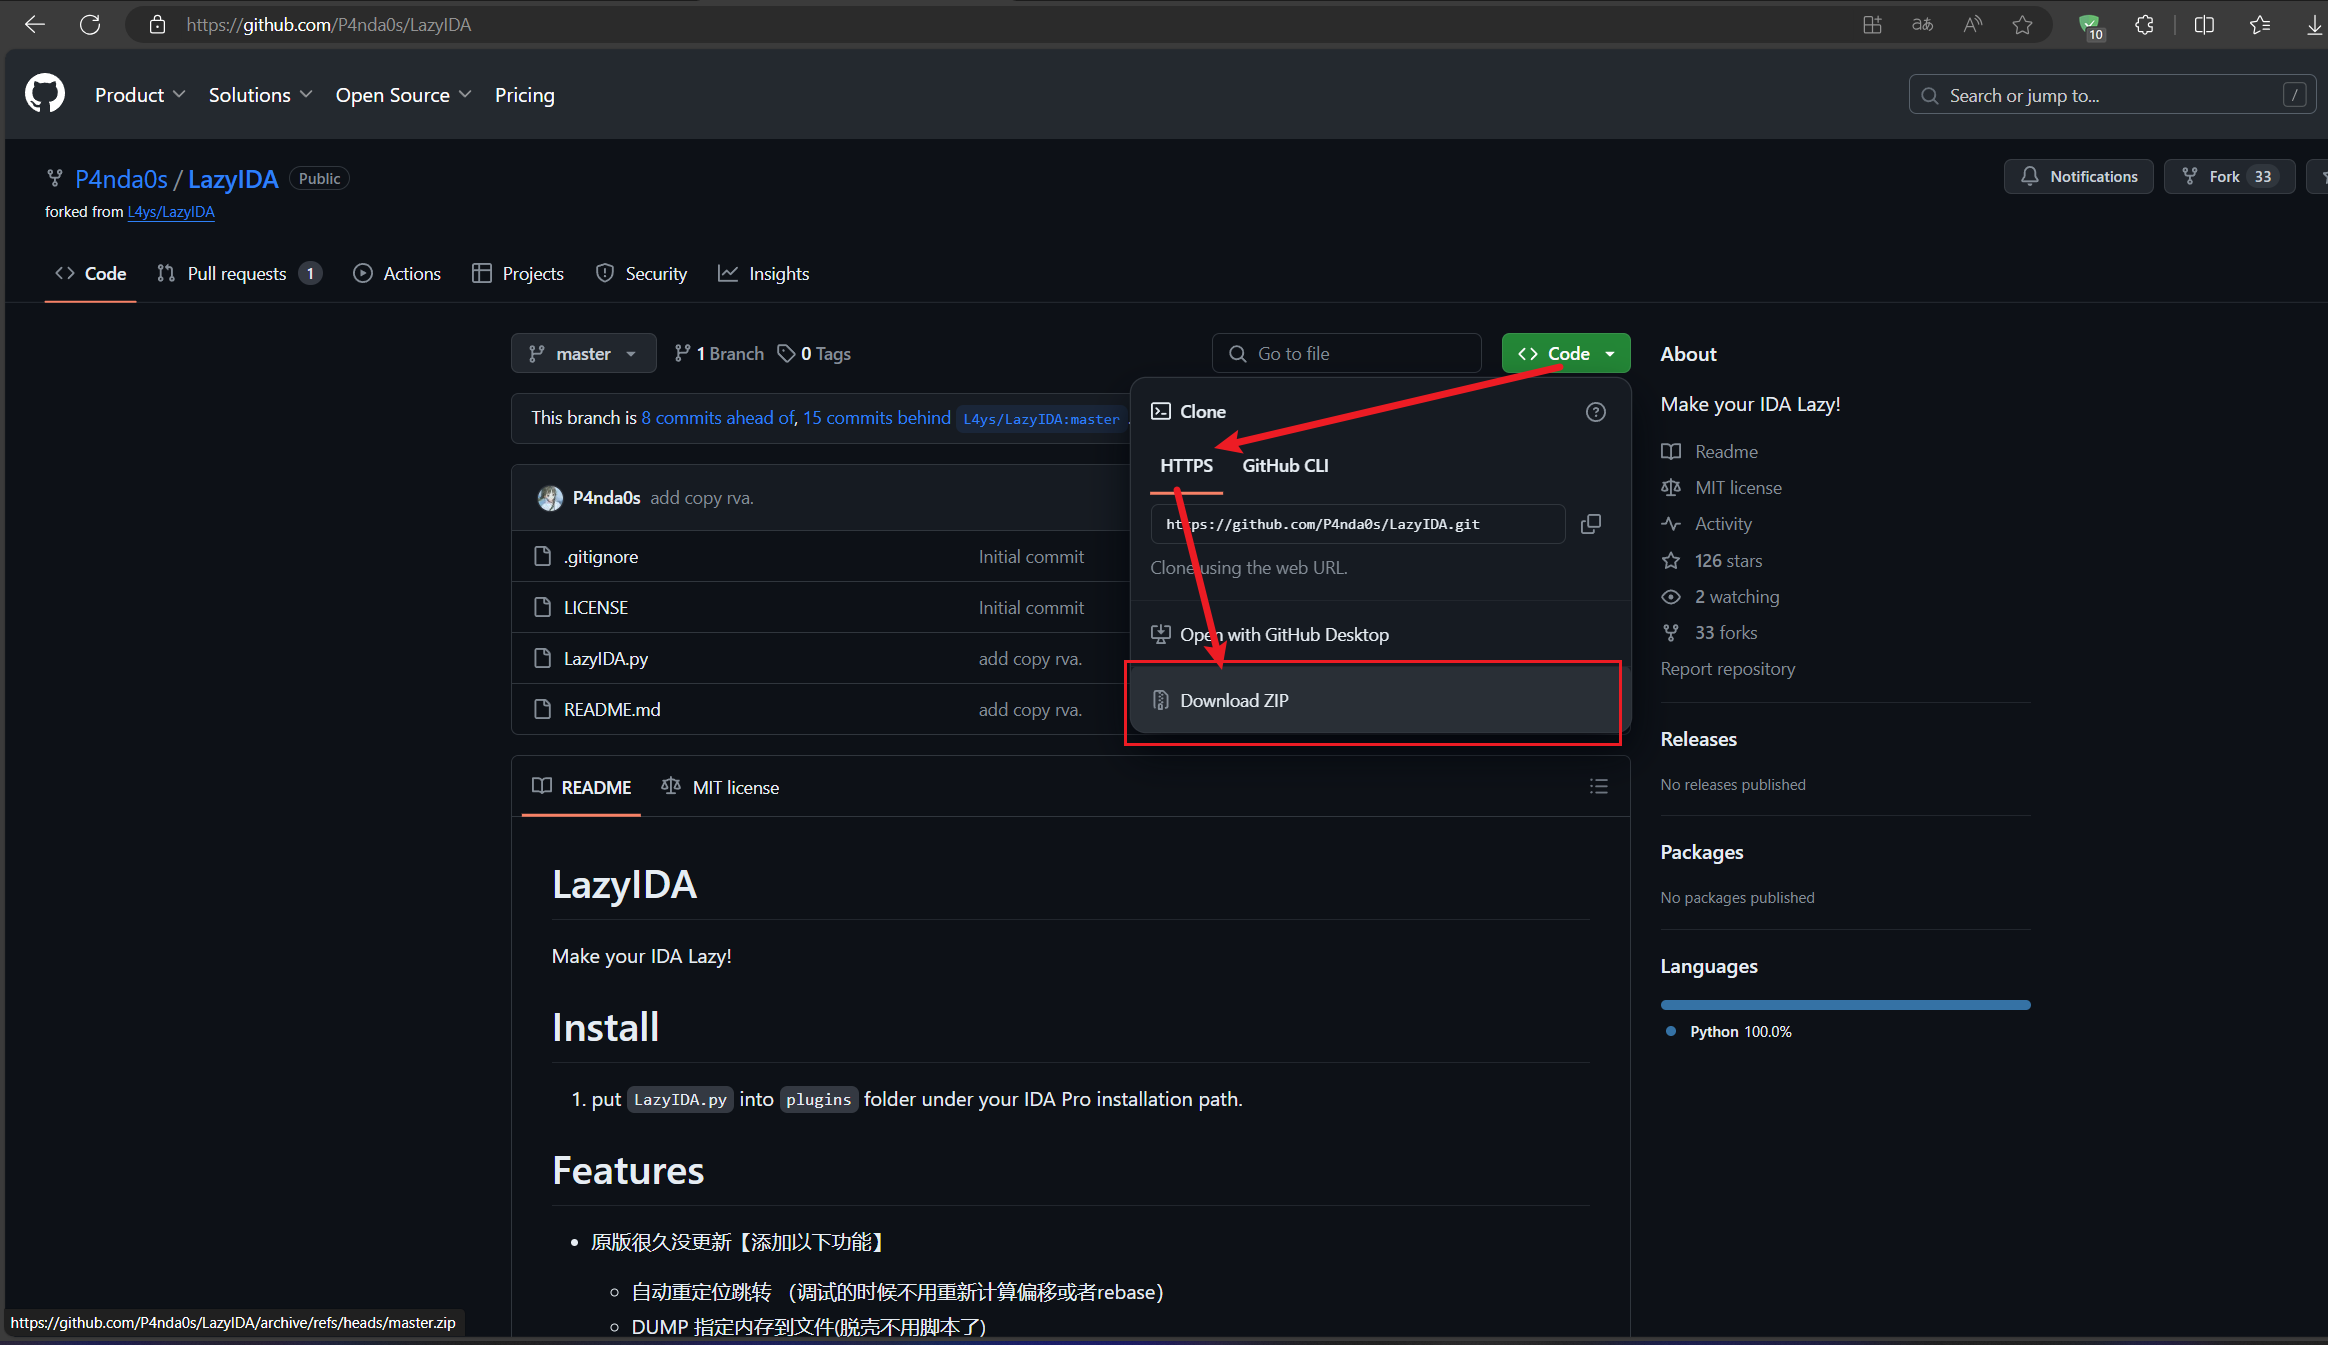 https://github.com/P4nda0s/LazyIDA
aあ
10
Product Solutions Open Source Pricing
Search or jump to... /
P4nda0s / LazyIDA Public
Notifications Fork 33
forked from L4ys/LazyIDA
Code Pull requests 1 Actions Projects Security Insights
master 1 Branch 0 Tags Go to file Code
This branch is 8 commits ahead of, 15 commits behind L4ys/LazyIDA:master .
P4nda0s add copy rva.
.gitignore Initial commit
LICENSE Initial commit
LazyIDA.py add copy rva.
README.md add copy rva.
Clone
HTTPS GitHub CLI
https://github.com/P4nda0s/LazyIDA.git
Clone using the web URL.
Open with GitHub Desktop
Download ZIP
README MIT license
LazyIDA
Make your IDA Lazy!
Install
1. put LazyIDA.py into plugins folder under your IDA Pro installation path.
Features
• 原版很久没更新【添加以下功能】
◦ 自动重定位跳转 （调试的时候不用重新计算偏移或者rebase）
◦ DUMP 指定内存到文件(脱壳不用脚本了)
About
Make your IDA Lazy!
Readme
MIT license
Activity
126 stars
2 watching
33 forks
Report repository
Releases
No releases published
Packages
No packages published
Languages
Python 100.0%
https://github.com/P4nda0s/LazyIDA/archive/refs/heads/master.zip